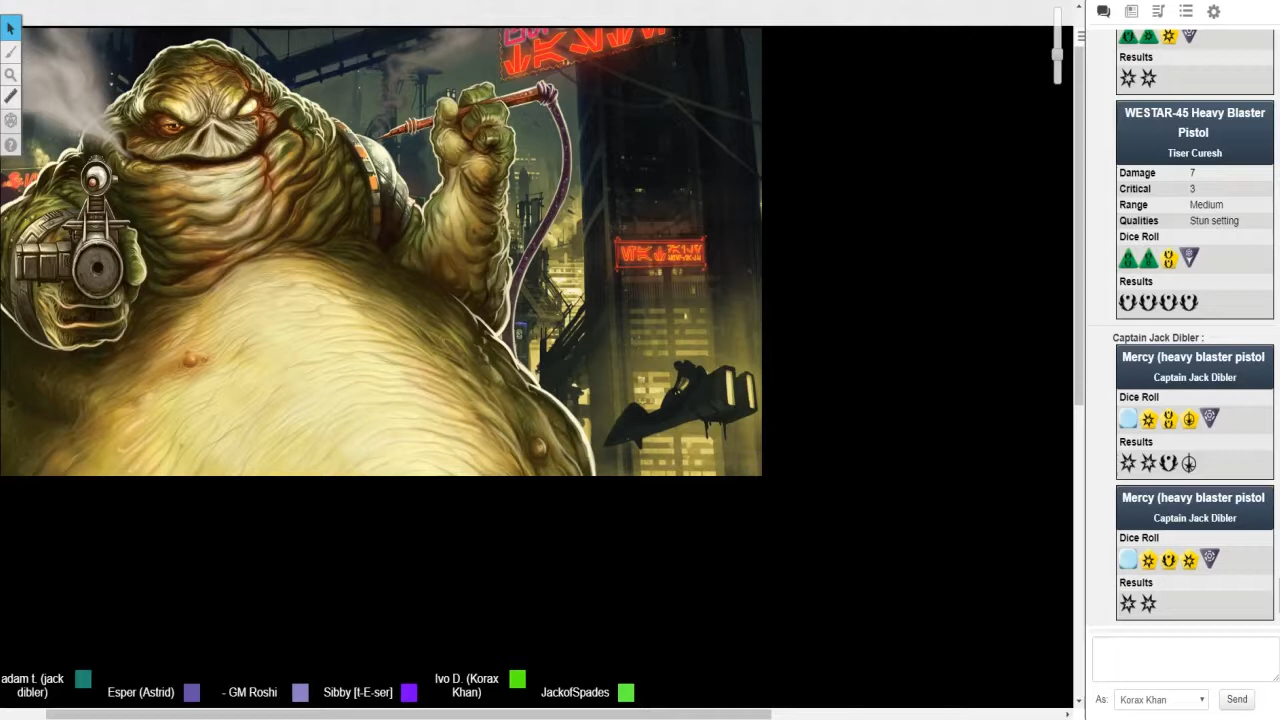 Results
WESTAR-45 Heavy Blaster
Pistol
Tiser Curesh
Damage 7
Critical 3
Range Medium
Qualities Stun setting
Dice Roll
Results
Captain Jack Dibler :
Mercy (heavy blaster pistol
Captain Jack Dibler
Dice Roll
Results
Mercy (heavy blaster pistol
Captain Jack Dibler
Dice Roll
Results
As: Korax Khan Send
adam t. (jack
dibler)
Esper (Astrid)
- GM Roshi
Sibby [t-E-ser]
Ivo D. (Korax
Khan)
JackofSpades